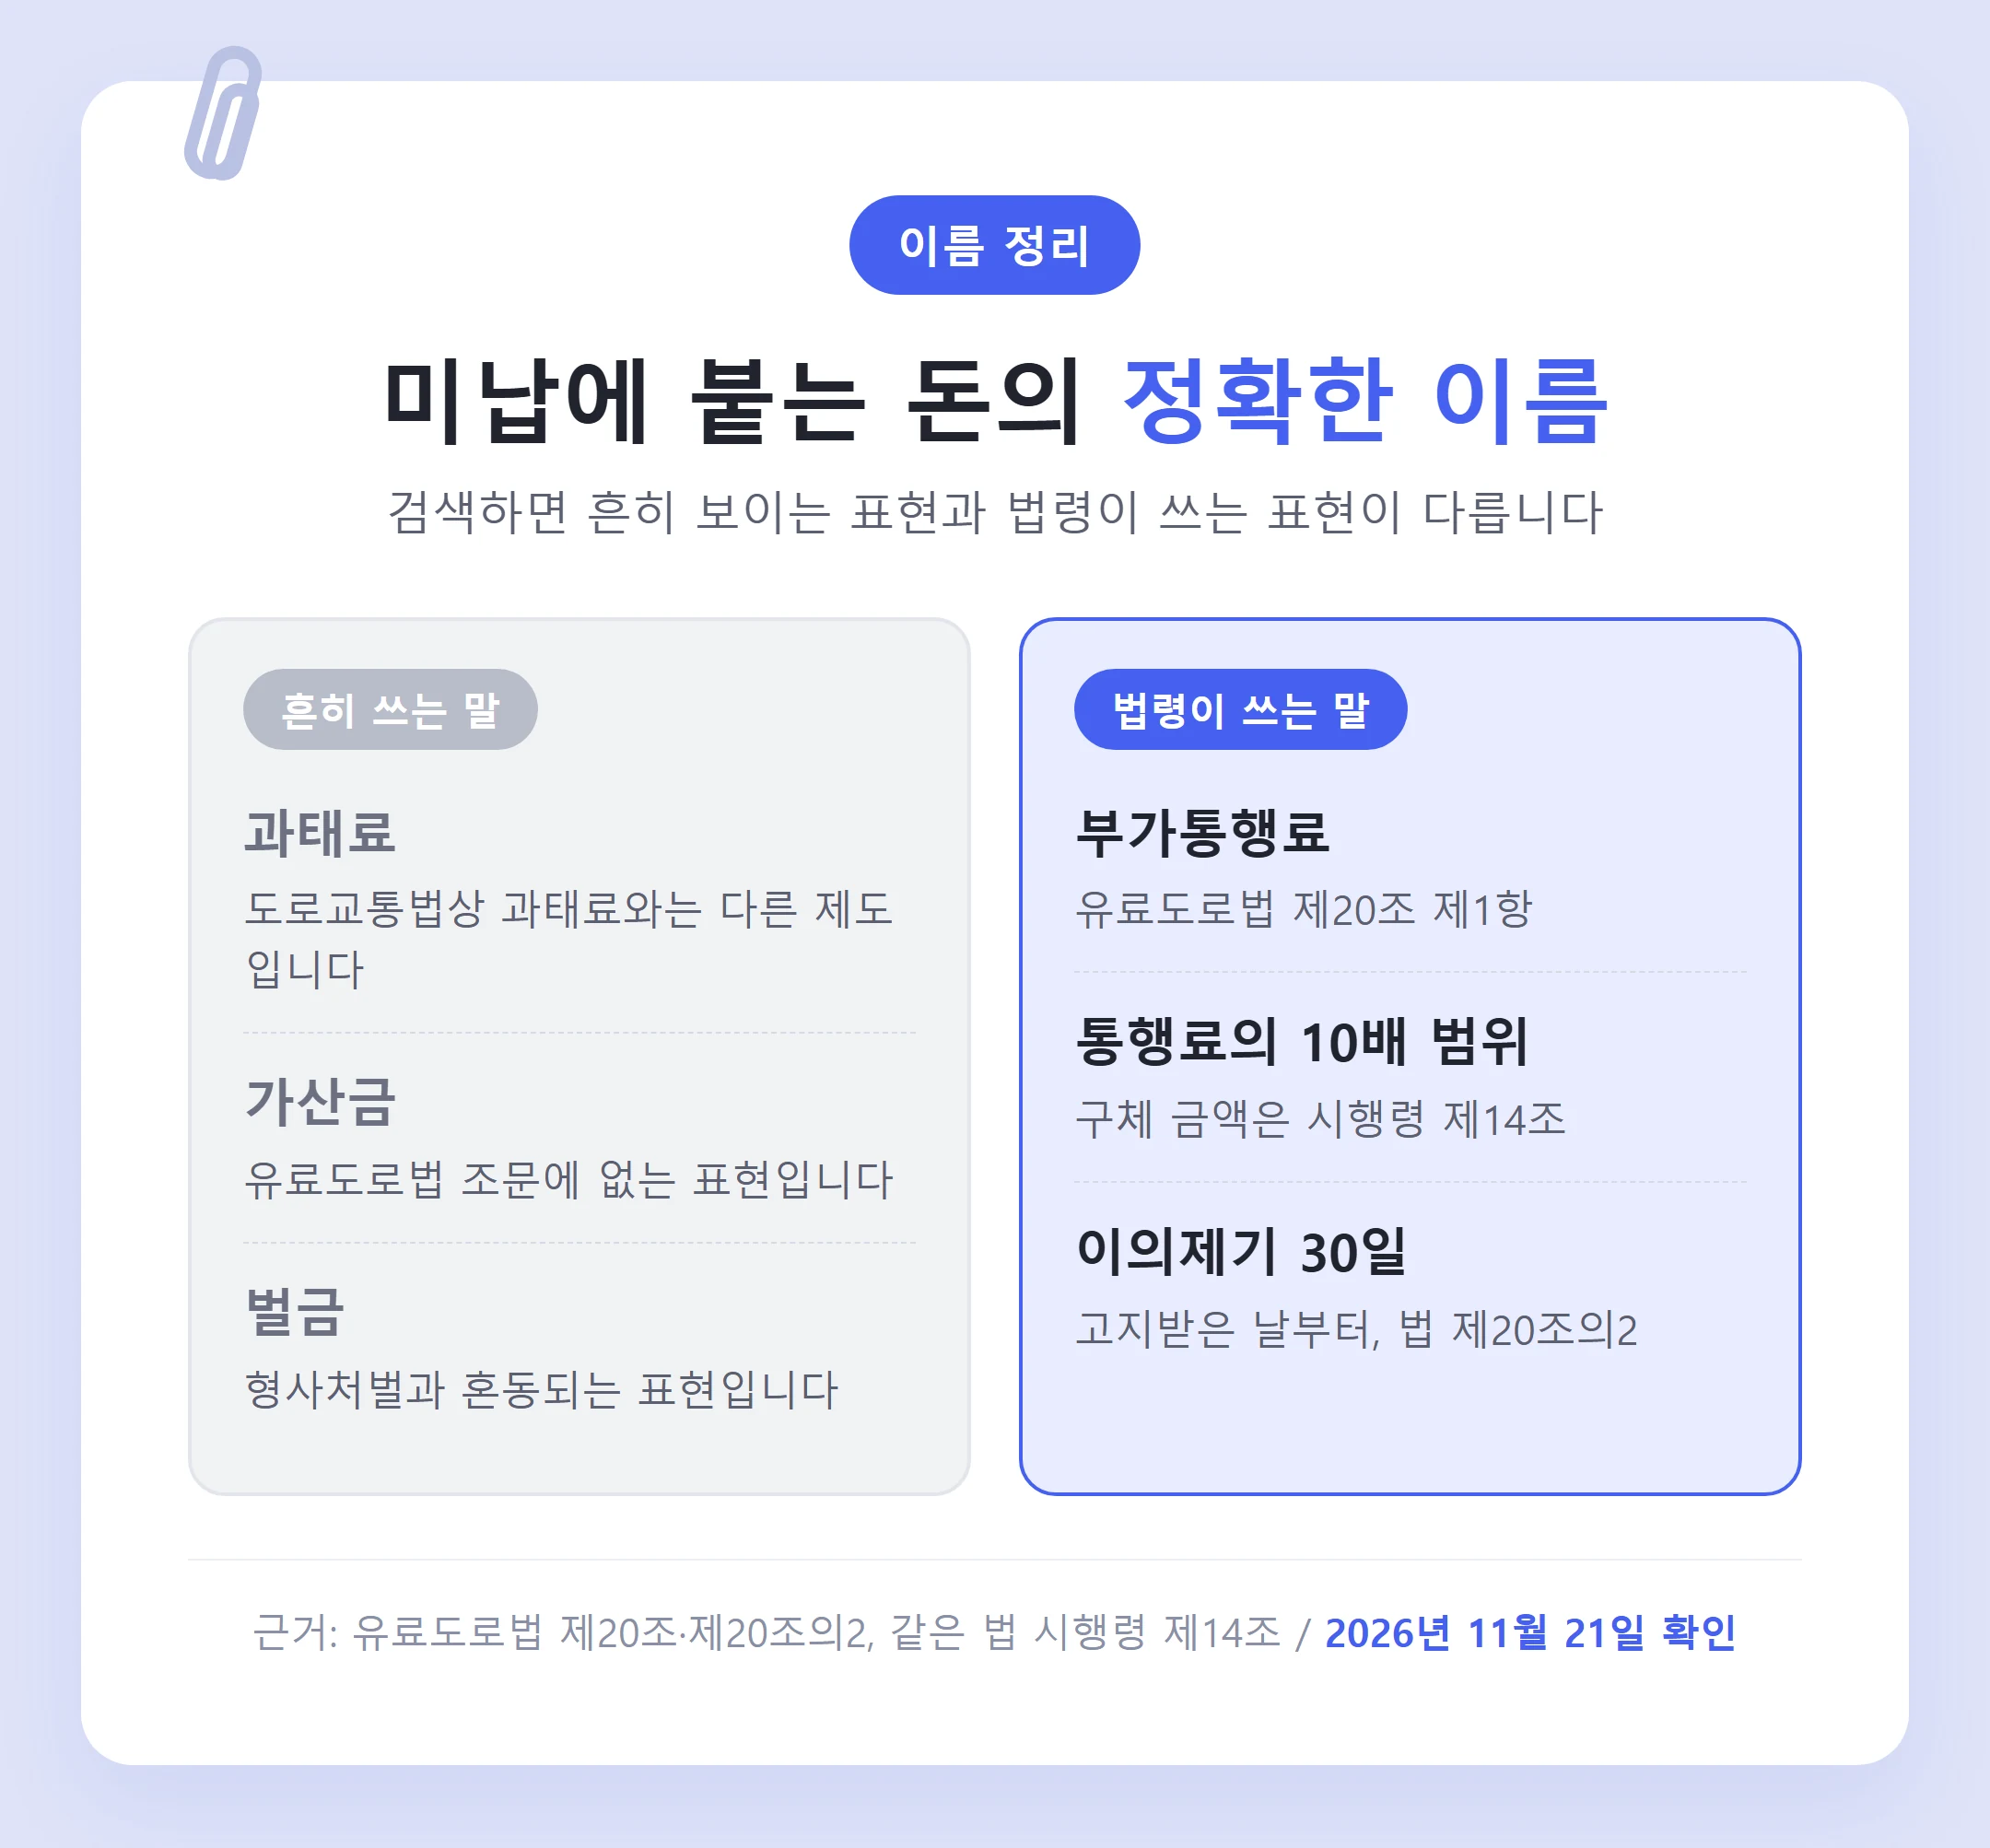 이름 정리
미납에 붙는 돈의 정확한 이름
검색하면 흔히 보이는 표현과 법령이 쓰는 표현이 다릅니다
흔히 쓰는 말
과태료
도로교통법상 과태료와는 다른 제도
입니다
가산금
유료도로법 조문에 없는 표현입니다
벌금
형사처벌과 혼동되는 표현입니다
법령이 쓰는 말
부가통행료
유료도로법 제20조 제1항
통행료의 10배 범위
구체 금액은 시행령 제14조
이의제기 30일
고지받은 날부터, 법 제20조의2
근거: 유료도로법 제20조·제20조의2, 같은 법 시행령 제14조 / 2026년 11월 21일 확인